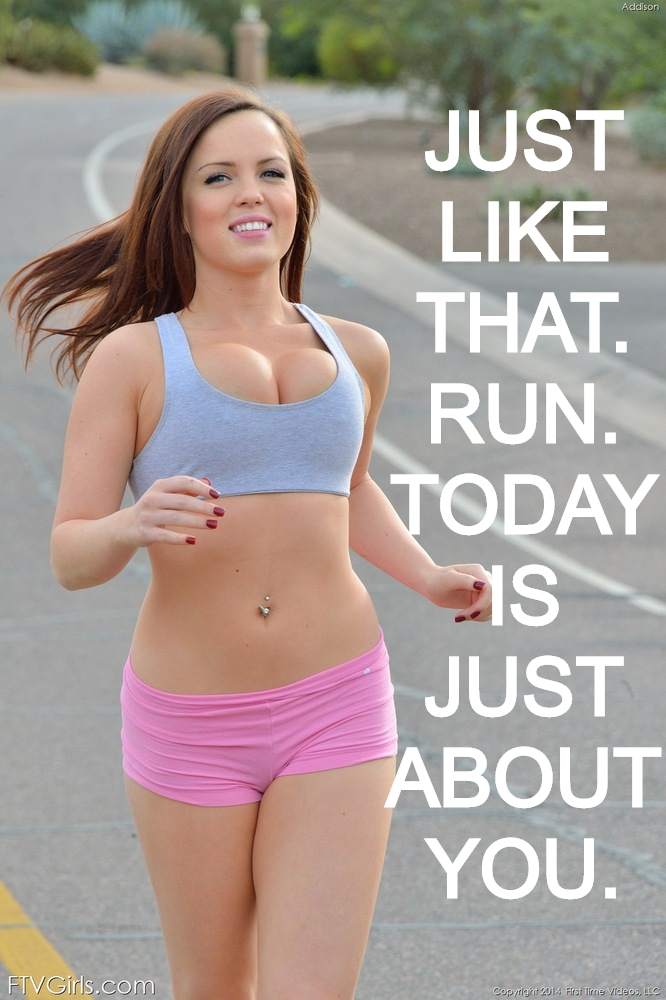 Addison
JUST
LIKE
THAT.
RUN.
TODAY
IS
JUST
ABOUT
YOU.
FTVGirls.com
Copyright 2014 First Time Videos, LLC